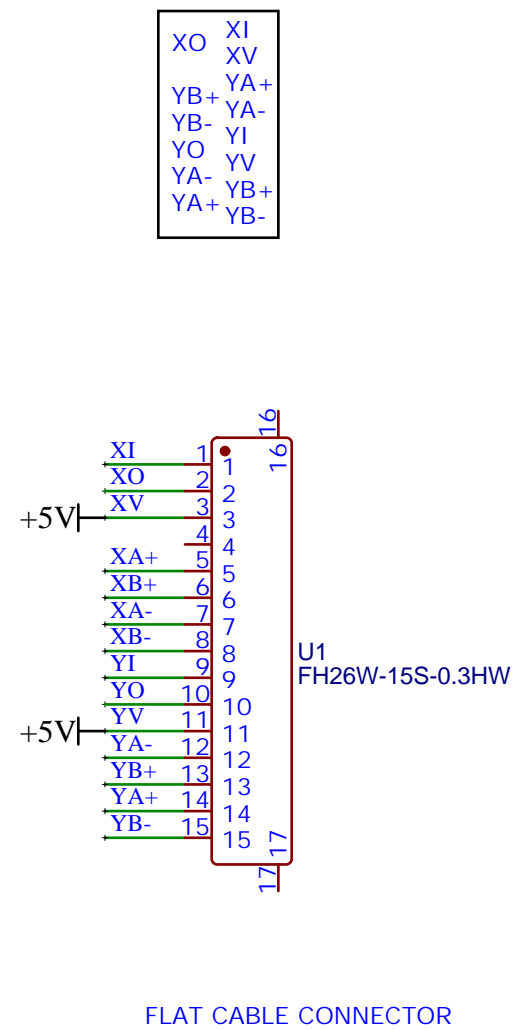 XO XI
XV
YB+ YA+
YB- YA-
YO YI
YA- YV
YA+ YB+
YB-
16
16
XI 1 1
XO 2 2
+5V XV 3 3
4 4
XA+ 5 5
XB+ 6 6
XA- 7 7
XB- 8 8
U1
YI 9 9
FH26W-15S-0.3HW
YO 10 10
+5V YV 11 11
YA- 12 12
YB+ 13 13
YA+ 14 14
YB- 15 15
17
17
FLAT CABLE CONNECTOR